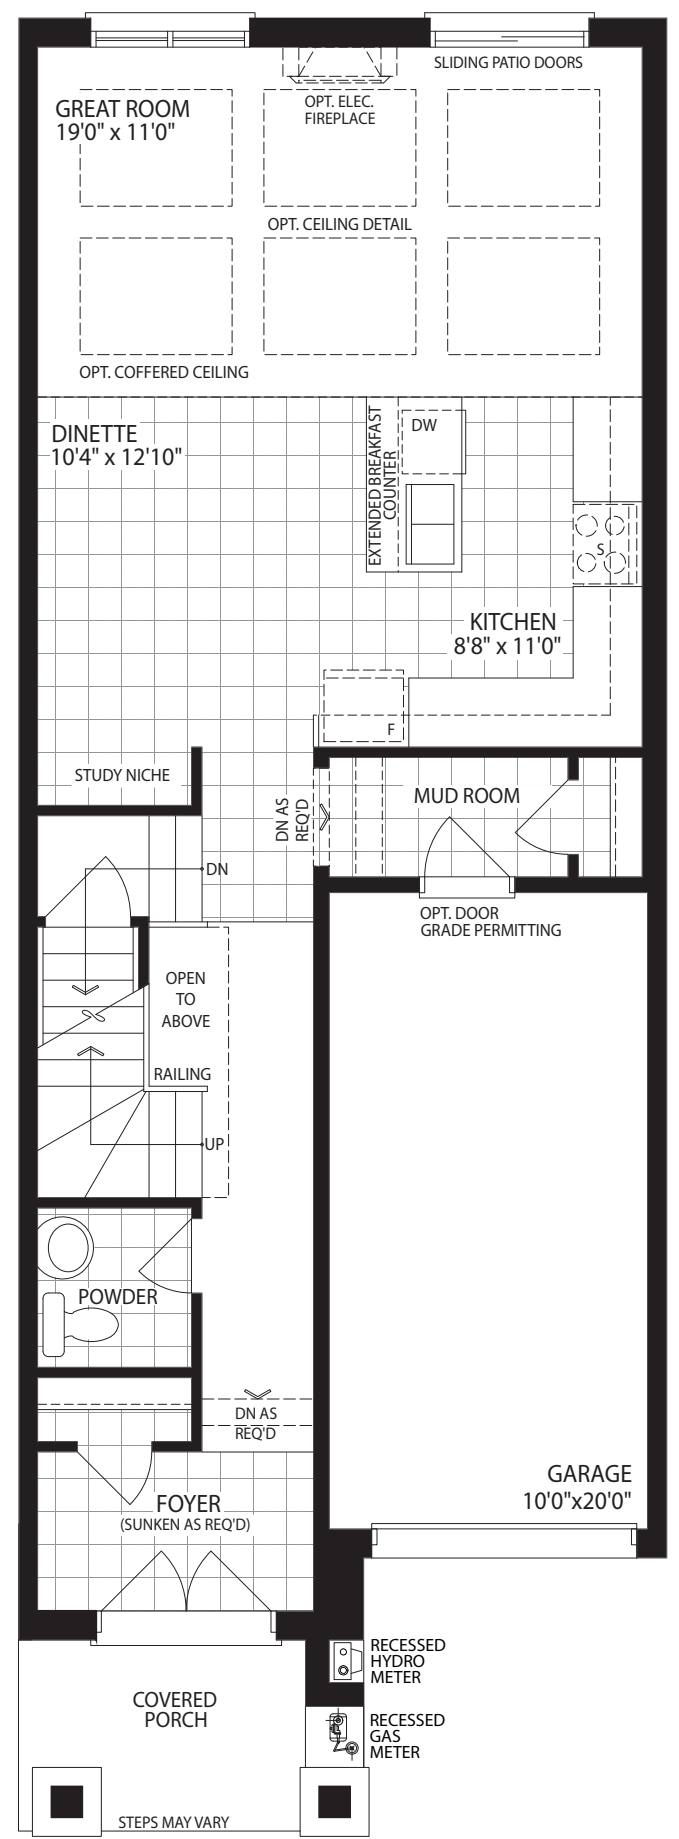 SLIDING PATIO DOORS
GREAT ROOM
19'0" x 11'0"
OPT. ELEC.
FIREPLACE
OPT. CEILING DETAIL
OPT. COFFERED CEILING
DINETTE
10'4" x 12'10"
EXTENDED BREAKFAST
COUNTER
DW
S
KITCHEN
8'8" x 11'0"
F
STUDY NICHE
DN AS
REQ'D
MUD ROOM
DN
OPT. DOOR
GRADE PERMITTING
OPEN
TO
ABOVE
RAILING
UP
POWDER
DN AS
REQ'D
GARAGE
10'0"x20'0"
FOYER
(SUNKEN AS REQ'D)
RECESSED
HYDRO
METER
COVERED
PORCH
RECESSED
GAS
METER
STEPS MAY VARY